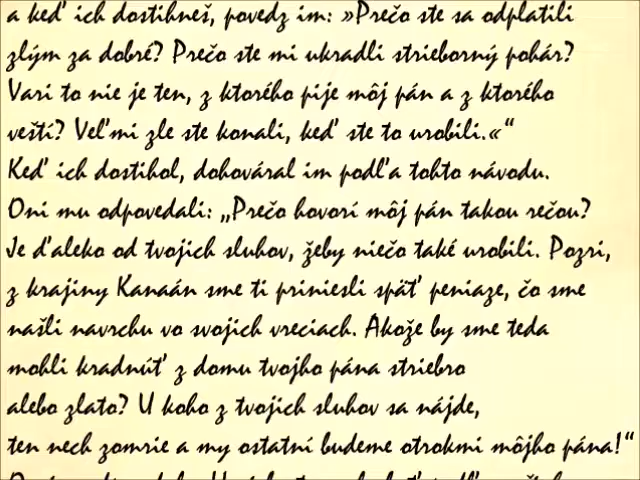 a keď ich dostihneš, povedz im: »Prečo ste sa odplatili
zlým za dobré? Prečo ste mi ukradli strieborný pohár?
Vari to nie je ten, z ktorého pije môj pán a z ktorého
veští? Veľmi zle ste konali, keď ste to urobili.«“
Keď ich dostihol, dohováral im podľa tohto návodu.
Oni mu odpovedali: „Prečo hovorí môj pán takou rečou?
Je ďaleko od tvojich sluhov, žeby niečo také urobili. Pozri,
z krajiny Kanaán sme ti priniesli späť peniaze, čo sme
našli navrchu vo svojich vreciach. Akože by sme teda
mohli kradnúť z domu tvojho pána striebro
alebo zlato? U koho z tvojich sluhov sa nájde,
ten nech zomrie a my ostatní budeme otrokmi môjho pána!“